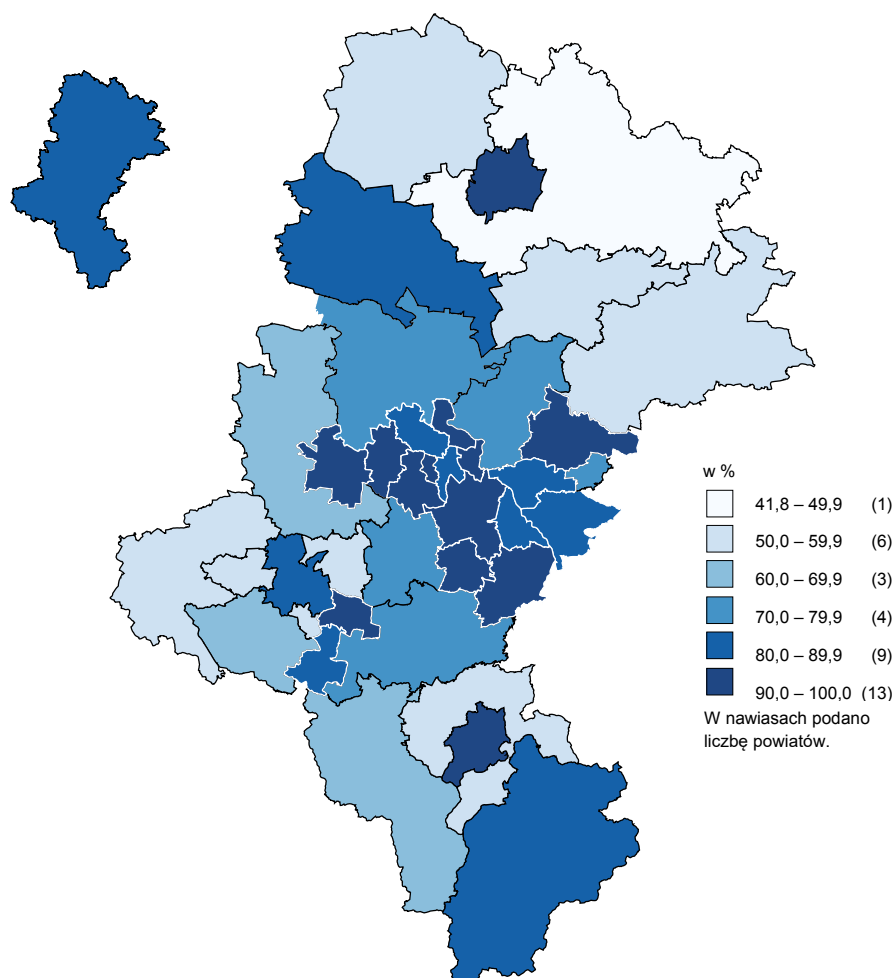 w %
41,8 – 49,9 (1)
50,0 – 59,9 (6)
60,0 – 69,9 (3)
70,0 – 79,9 (4)
80,0 – 89,9 (9)
90,0 – 100,0 (13)
W nawiasach podano
liczbę powiatów.